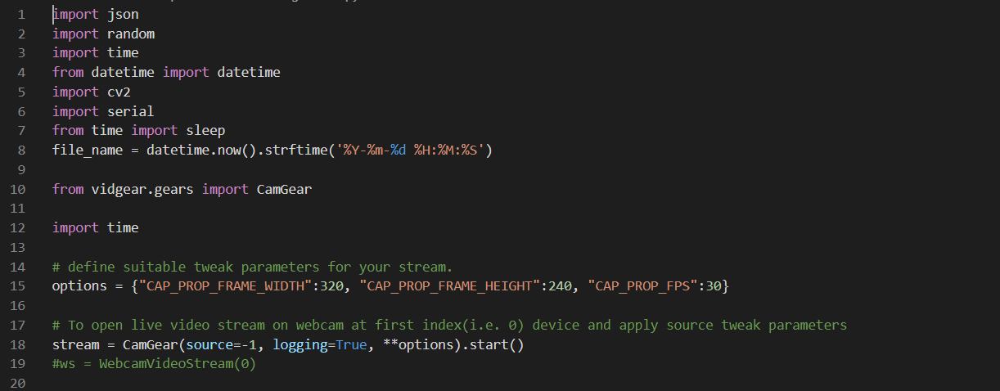 1 import json
2 import random
3 import time
4 from datetime import datetime
5 import cv2
6 import serial
7 from time import sleep
8 file_name = datetime.now().strftime('%Y-%m-%d %H:%M:%S')
9
10 from vidgear.gears import CamGear
11
12 import time
13
14 # define suitable tweak parameters for your stream.
15 options = {"CAP_PROP_FRAME_WIDTH":320, "CAP_PROP_FRAME_HEIGHT":240, "CAP_PROP_FPS":30}
16
17 # To open live video stream on webcam at first index(i.e. 0) device and apply source tweak parameters
18 stream = CamGear(source=-1, logging=True, **options).start()
19 #ws = WebcamVideoStream(0)
20